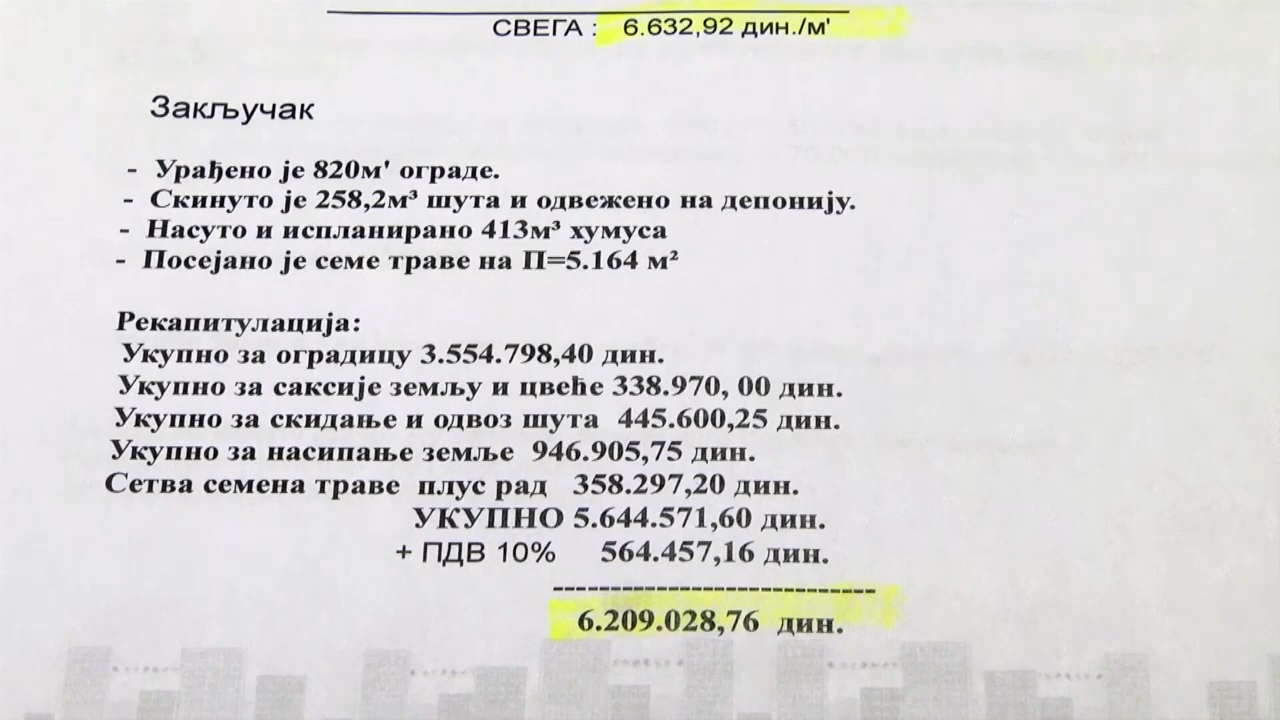 СВЕГА : 6.632,92 дин./м'
Закључак
- Урађено је 820м' ограде.
- Скинуто је 258,2м³ шута и одвежено на депонију.
- Насуто и испланирано 413м³ хумуса
- Посејано је семе траве на П=5.164 м²
Рекапитулација:
Укупно за оградицу 3.554.798,40 дин.
Укупно за саксије земљу и цвеће 338.970, 00 дин.
Укупно за скидање и одвоз шута 445.600,25 дин.
Укупно за насипање земље 946.905,75 дин.
Сетва семена траве плус рад 358.297,20 дин.
УКУПНО 5.644.571,60 дин.
+ ПДВ 10% 564.457,16 дин.
-----------------------------
6.209.028,76 дин.